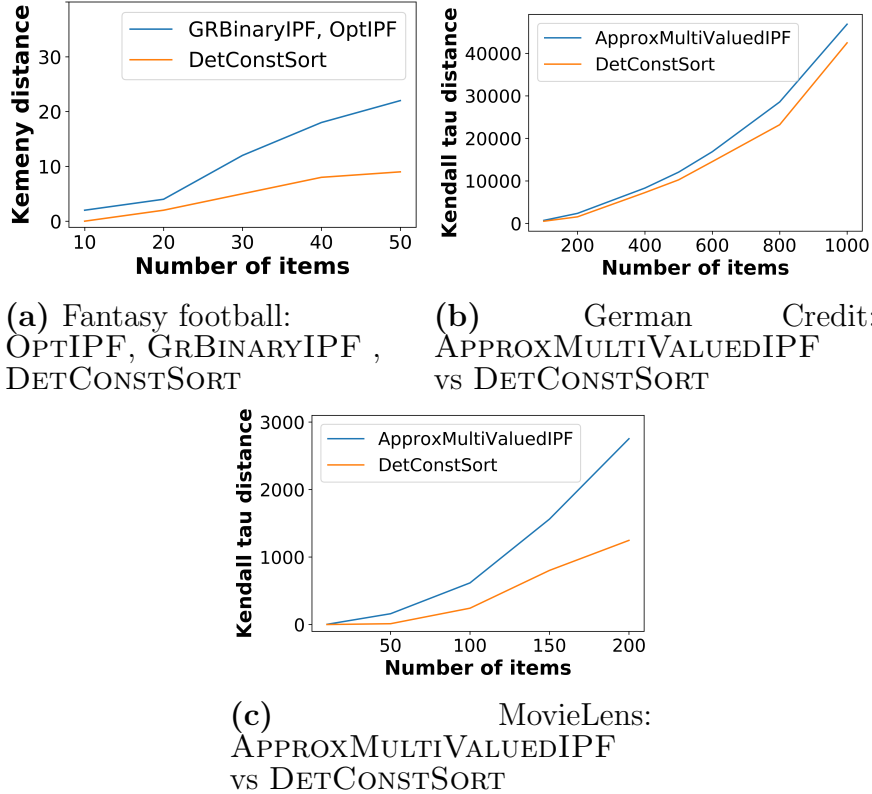 30
20
10
0
Kemeny distance
GRBinaryIPF, OptIPF
DetConstSort
10 20 30 40 50
Number of items
(a) Fantasy football:
OptIPF, GrBinaryIPF ,
DetConstSort
40000
30000
20000
10000
0
Kendall tau distance
ApproxMultiValuedIPF
DetConstSort
200 400 600 800 1000
Number of items
(b) German Credit:
ApproxMultiValuedIPF
vs DetConstSort
3000
2000
1000
0
Kendall tau distance
ApproxMultiValuedIPF
DetConstSort
50 100 150 200
Number of items
(c) MovieLens:
ApproxMultiValuedIPF
vs DetConstSort